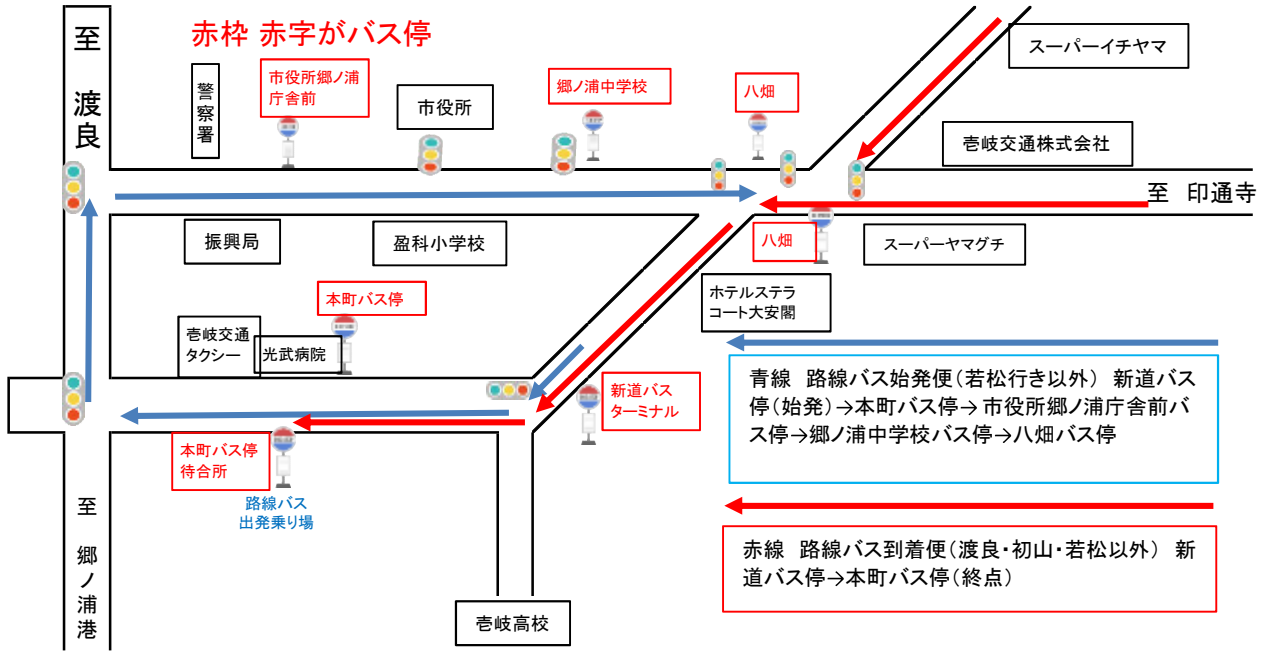 赤枠 赤字がバス停
至 渡良
警察署
市役所郷ノ浦
庁舎前
市役所
郷ノ浦中学校
八畑
スーパーイチヤマ
壱岐交通株式会社
至 印通寺
振興局
盈科小学校
八畑
スーパーヤマグチ
本町バス停
ホテルステラ
コート大安閣
壱岐交通
タクシー
光武病院
新道バス
ターミナル
本町バス停
待合所
路線バス
出発乗り場
至 郷ノ浦港
壱岐高校
青線 路線バス始発便(若松行き以外) 新道バス
停(始発)→本町バス停→市役所郷ノ浦庁舎前バ
ス停→郷ノ浦中学校バス停→八畑バス停
赤線 路線バス到着便(渡良・初山・若松以外) 新
道バス停→本町バス停(終点)